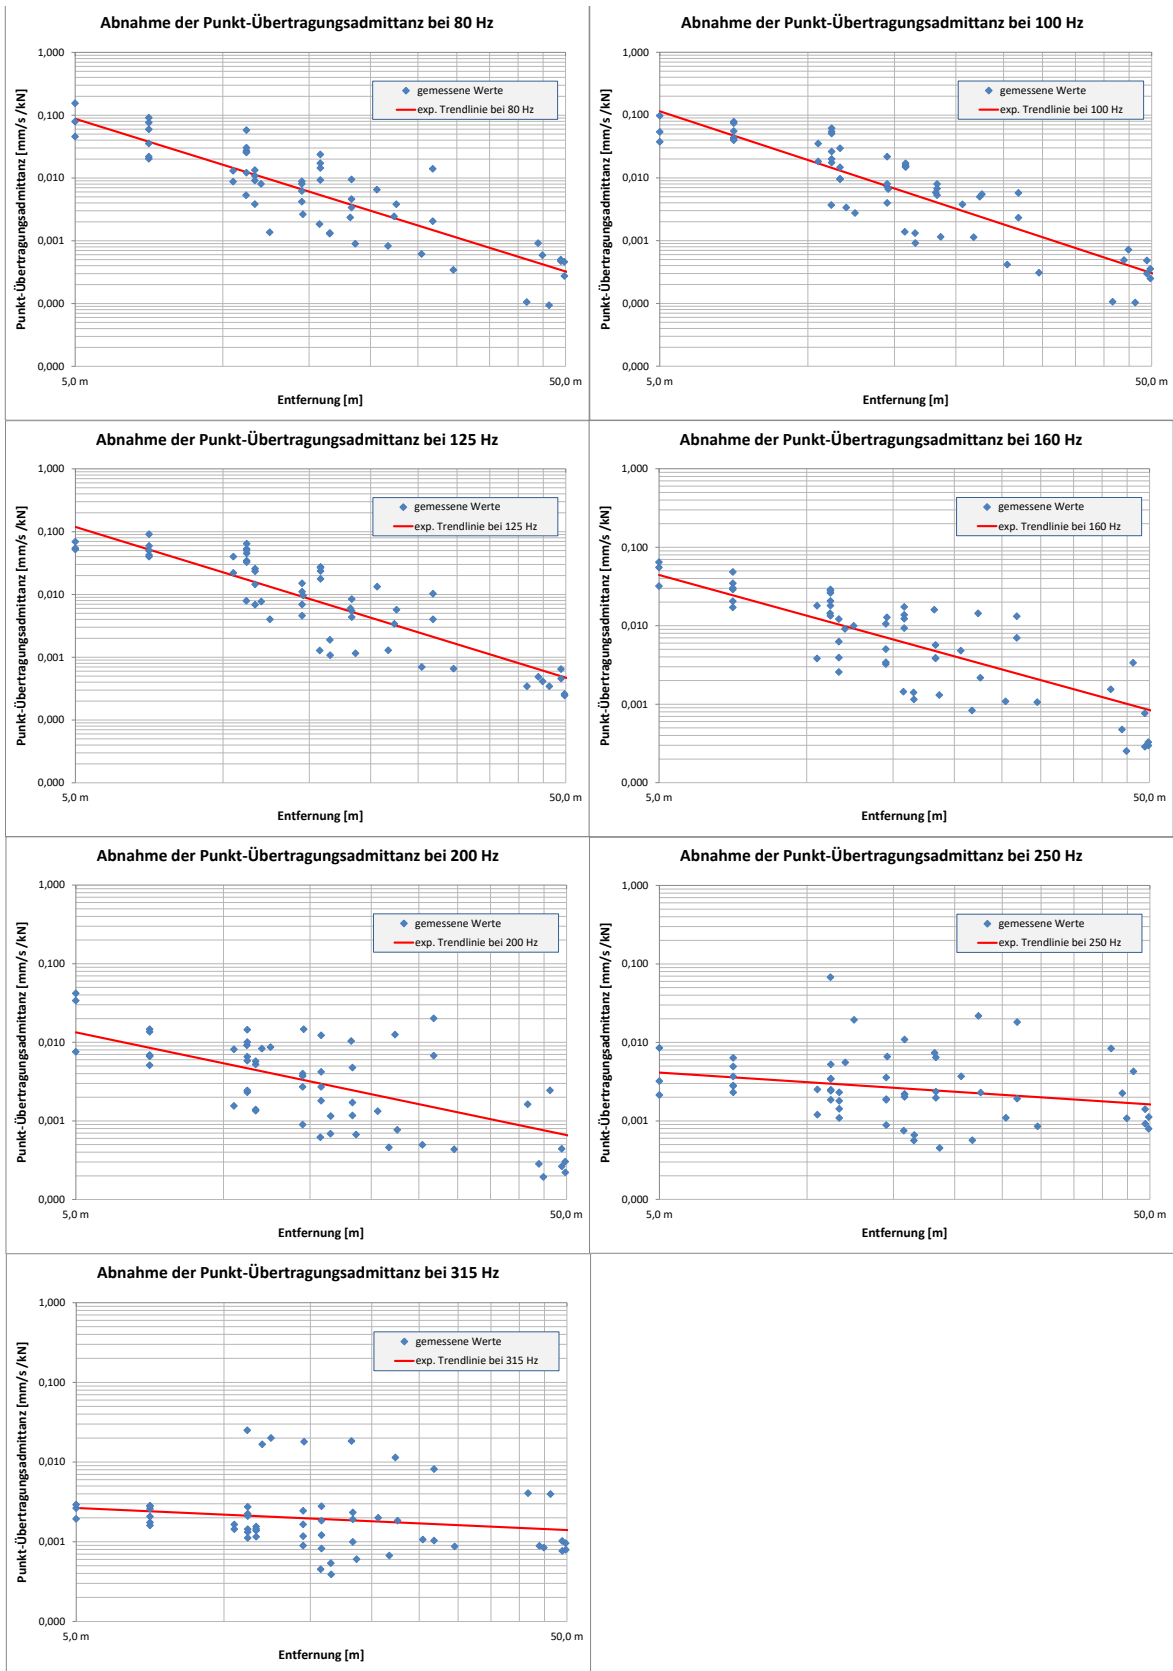 Abnahme der Punkt-Übertragungsadmittanz bei 80 Hz
Punkt-Übertragungsadmittanz [mm/s /kN]
1,000
0,100
0,010
0,001
0,000
0,000
gemessene Werte
exp. Trendlinie bei 80 Hz
5,0 m
50,0 m
Entfernung [m]
Abnahme der Punkt-Übertragungsadmittanz bei 100 Hz
Punkt-Übertragungsadmittanz [mm/s /kN]
1,000
0,100
0,010
0,001
0,000
0,000
gemessene Werte
exp. Trendlinie bei 100 Hz
5,0 m
50,0 m
Entfernung [m]
Abnahme der Punkt-Übertragungsadmittanz bei 125 Hz
Punkt-Übertragungsadmittanz [mm/s /kN]
1,000
0,100
0,010
0,001
0,000
0,000
gemessene Werte
exp. Trendlinie bei 125 Hz
5,0 m
50,0 m
Entfernung [m]
Abnahme der Punkt-Übertragungsadmittanz bei 160 Hz
Punkt-Übertragungsadmittanz [mm/s /kN]
1,000
0,100
0,010
0,001
0,000
gemessene Werte
exp. Trendlinie bei 160 Hz
5,0 m
50,0 m
Entfernung [m]
Abnahme der Punkt-Übertragungsadmittanz bei 200 Hz
Punkt-Übertragungsadmittanz [mm/s /kN]
1,000
0,100
0,010
0,001
0,000
gemessene Werte
exp. Trendlinie bei 200 Hz
5,0 m
50,0 m
Entfernung [m]
Abnahme der Punkt-Übertragungsadmittanz bei 250 Hz
Punkt-Übertragungsadmittanz [mm/s /kN]
1,000
0,100
0,010
0,001
0,000
gemessene Werte
exp. Trendlinie bei 250 Hz
5,0 m
50,0 m
Entfernung [m]
Abnahme der Punkt-Übertragungsadmittanz bei 315 Hz
Punkt-Übertragungsadmittanz [mm/s /kN]
1,000
0,100
0,010
0,001
0,000
gemessene Werte
exp. Trendlinie bei 315 Hz
5,0 m
50,0 m
Entfernung [m]